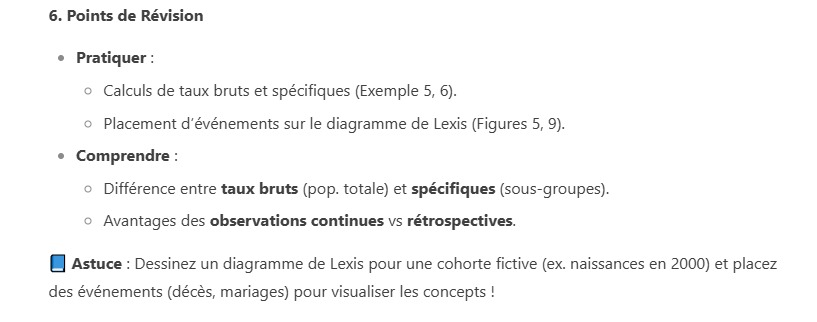 6. Points de Révision
Pratiquer :
Calculs de taux bruts et spécifiques (Exemple 5, 6).
Placement d'événements sur le diagramme de Lexis (Figures 5, 9).
Comprendre :
Différence entre taux bruts (pop. totale) et spécifiques (sous-groupes).
Avantages des observations continues vs rétrospectives.
📘 Astuce : Dessinez un diagramme de Lexis pour une cohorte fictive (ex. naissances en 2000) et placez
des événements (décès, mariages) pour visualiser les concepts !